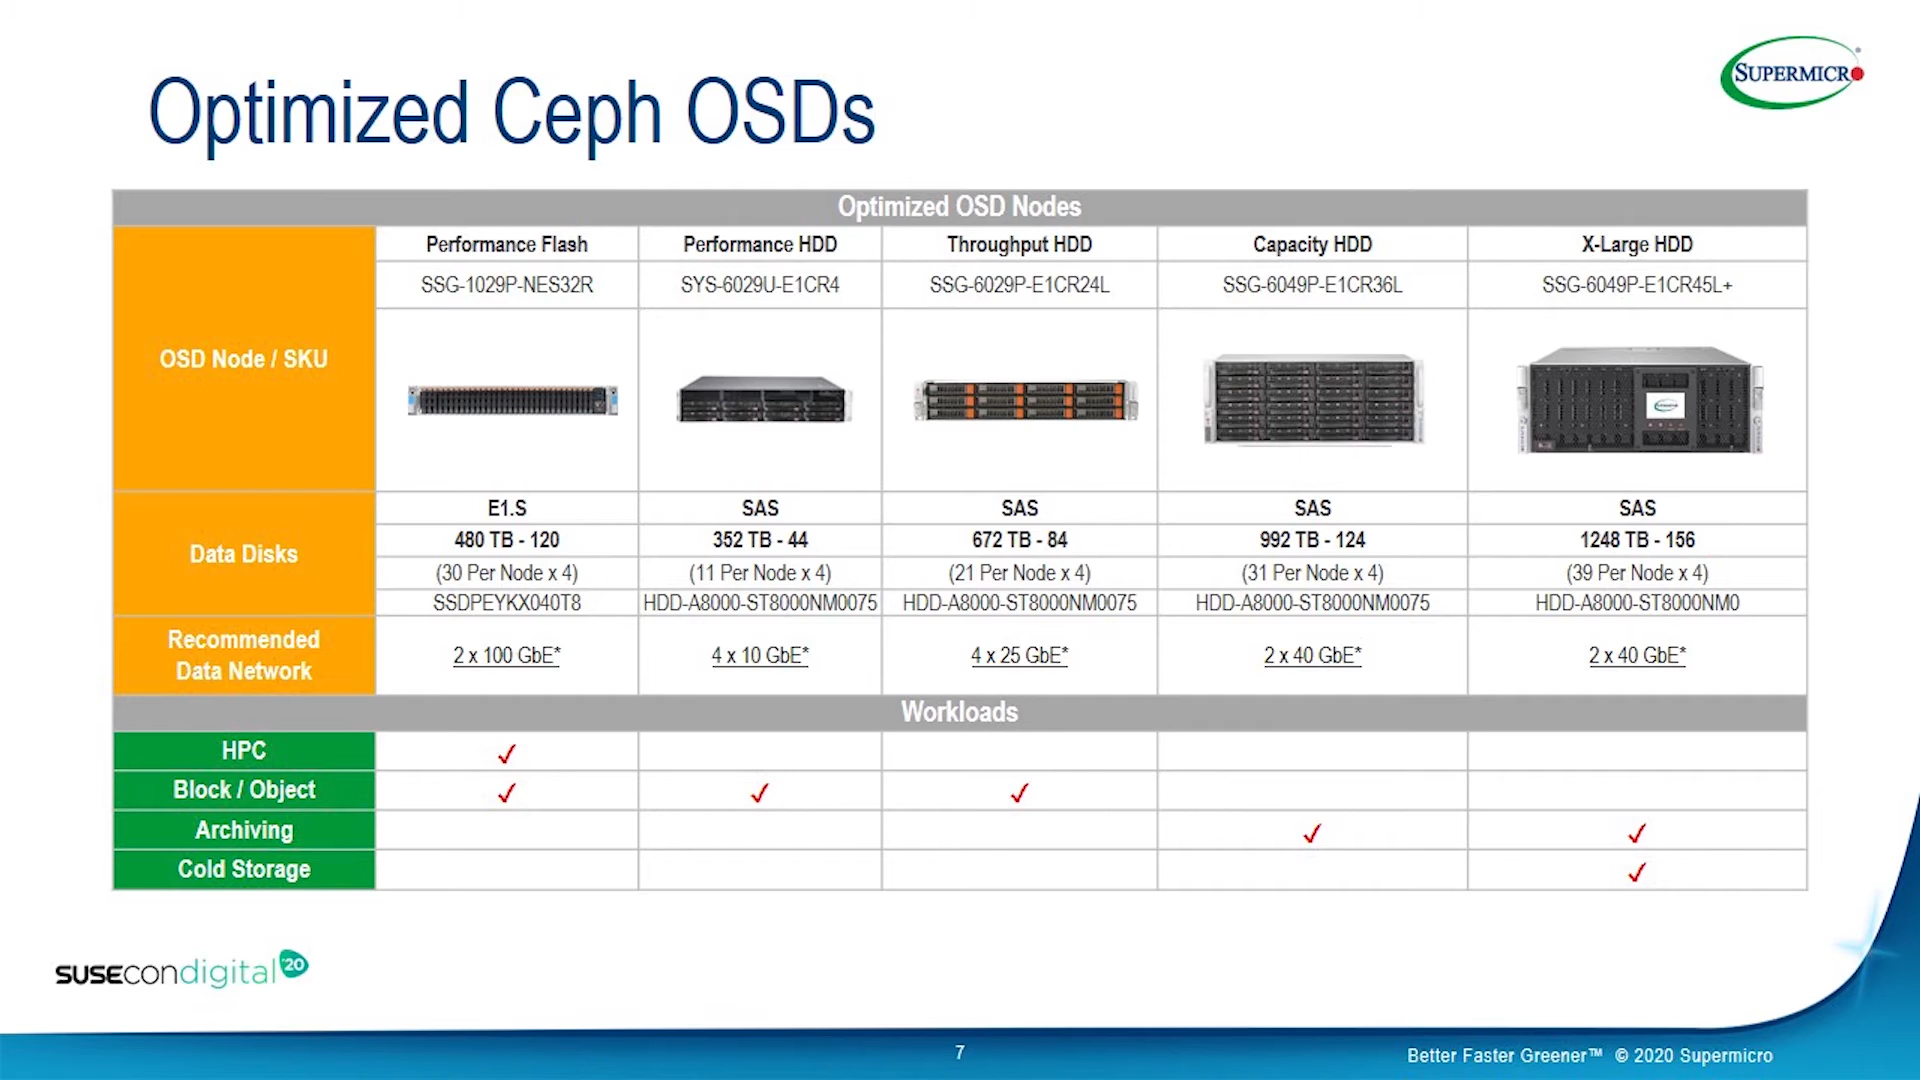 SUPERMICRO
Optimized Ceph OSDs
Optimized OSD Nodes
OSD Node / SKU
Performance Flash
Performance HDD
Throughput HDD
Capacity HDD
X-Large HDD
SSG-1029P-NES32R
SYS-6029U-E1CR4
SSG-6029P-E1CR24L
SSG-6049P-E1CR36L
SSG-6049P-E1CR45L+
Data Disks
E1.S
SAS
SAS
SAS
SAS
480 TB - 120
352 TB - 44
672 TB - 84
992 TB - 124
1248 TB - 156
(30 Per Node x 4)
(11 Per Node x 4)
(21 Per Node x 4)
(31 Per Node x 4)
(39 Per Node x 4)
SSDPEYKX040T8
HDD-A8000-ST8000NM0075
HDD-A8000-ST8000NM0075
HDD-A8000-ST8000NM0075
HDD-A8000-ST8000NM0
Recommended
Data Network
2 x 100 GbE*
4 x 10 GbE*
4 x 25 GbE*
2 x 40 GbE*
2 x 40 GbE*
Workloads
HPC
✓
Block / Object
✓
✓
✓
Archiving
✓
✓
Cold Storage
✓
SUSEcondigital '20
7
Better Faster Greener™ © 2020 Supermicro